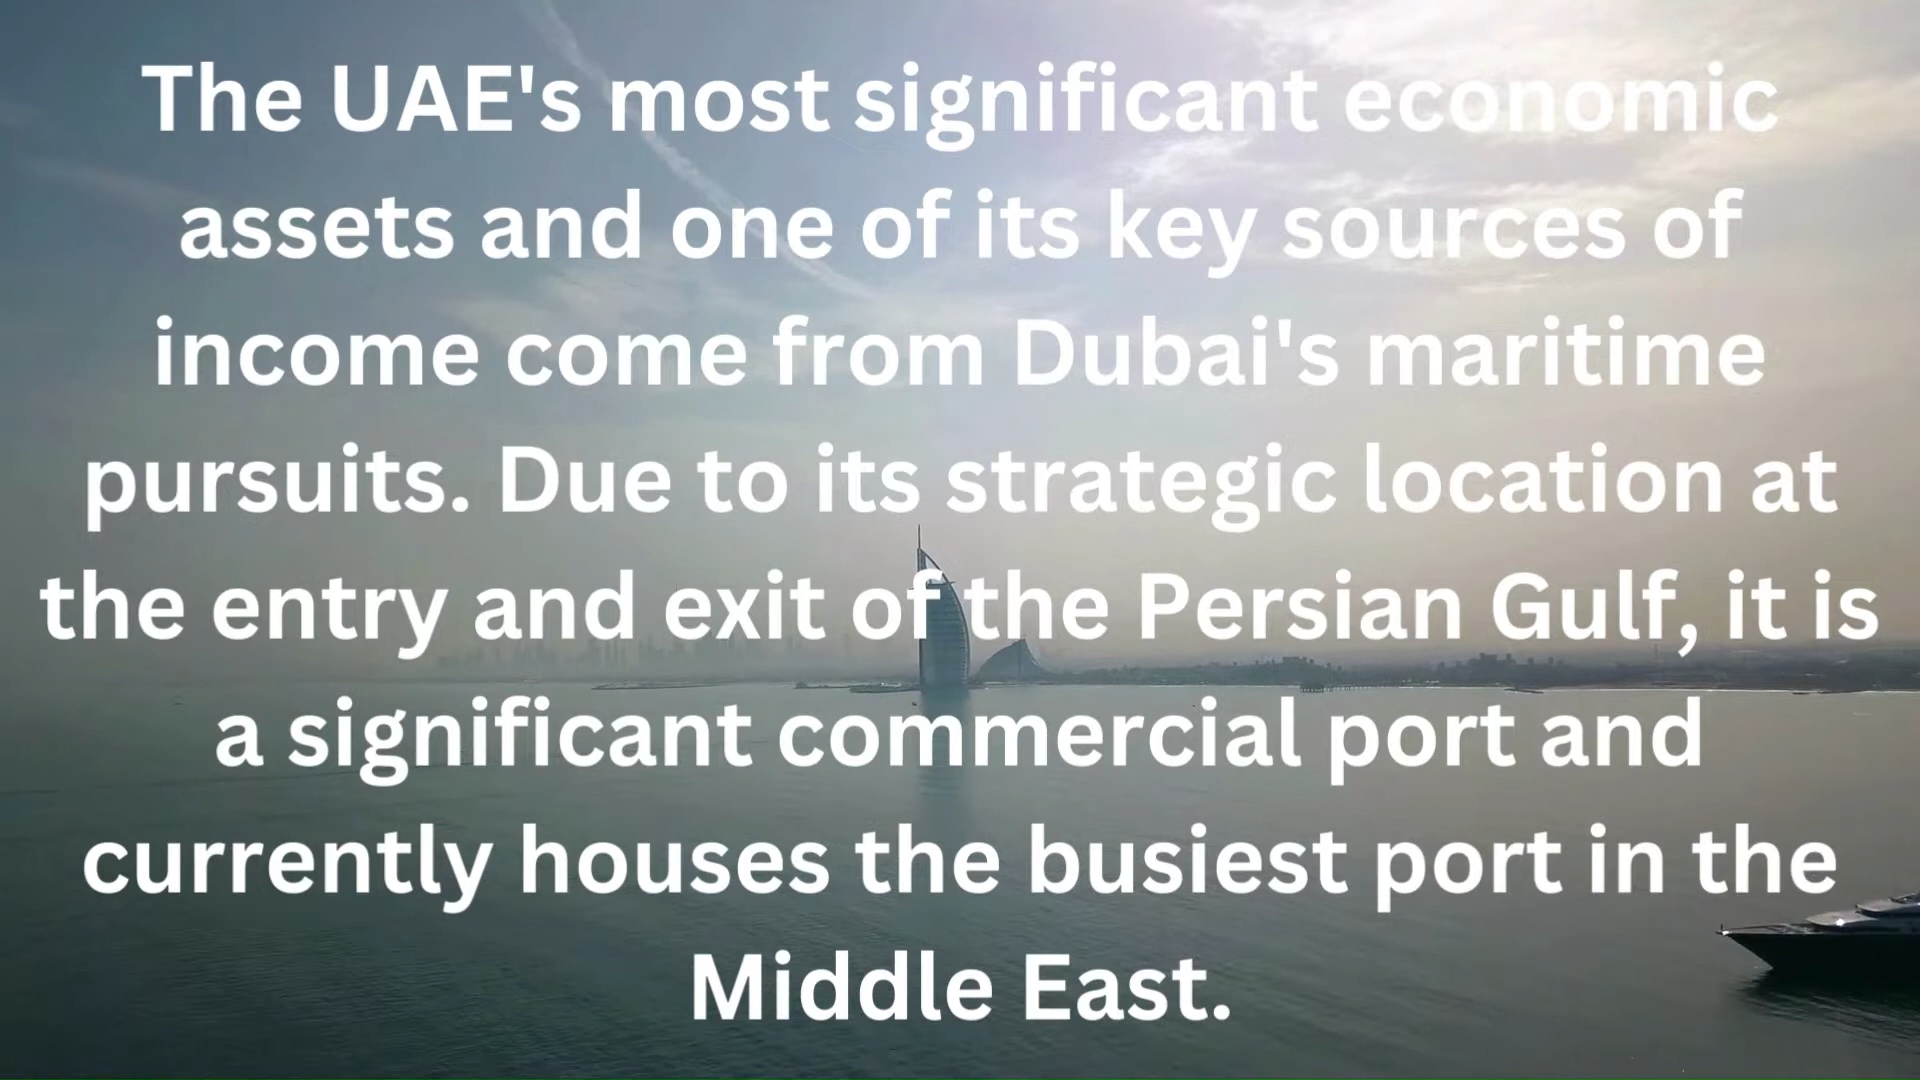 The UAE's most significant economic
assets and one of its key sources of
income come from Dubai's maritime
pursuits. Due to its strategic location at
the entry and exit of the Persian Gulf, it is
a significant commercial port and
currently houses the busiest port in the
Middle East.